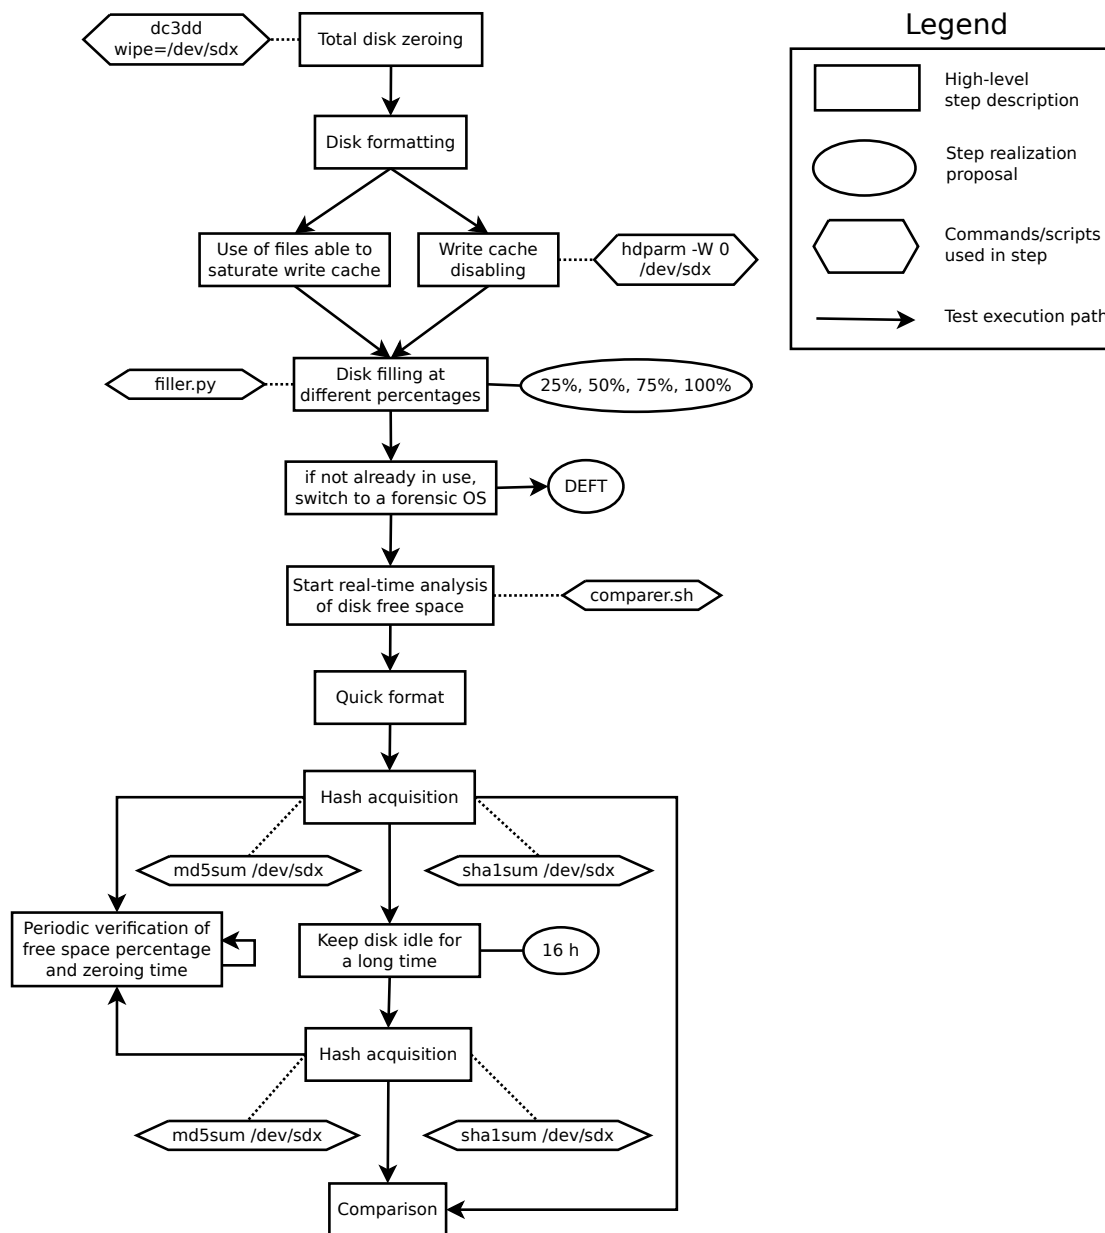 dc3dd
wipe=/dev/sdx
Total disk zeroing
Legend
High-level
step description
Disk formatting
Step realization
proposal
Use of files able to
saturate write cache
Write cache
disabling
hdparm -W 0
/dev/sdx
Commands/scripts
used in step
Test execution path
filler.py
Disk filling at
different percentages
25%, 50%, 75%, 100%
if not already in use,
switch to a forensic OS
DEFT
Start real-time analysis
of disk free space
comparer.sh
Quick format
Hash acquisition
md5sum /dev/sdx
sha1sum /dev/sdx
Periodic verification of
free space percentage
and zeroing time
Keep disk idle for
a long time
16 h
Hash acquisition
md5sum /dev/sdx
sha1sum /dev/sdx
Comparison